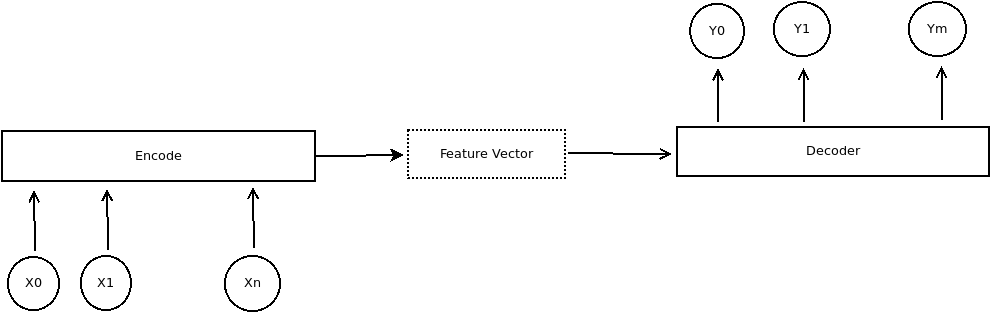 Y0
Y1
Ym
Encode
Feature Vector
Decoder
X0
X1
Xn